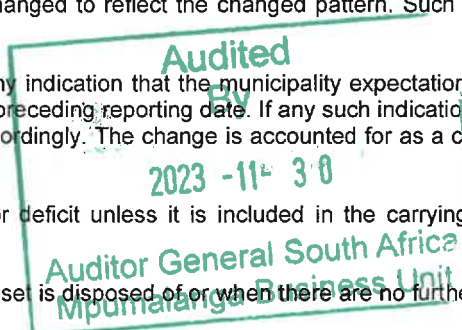 anged to reflect the changed pattern. Such
Audited
By
y indication that the municipality expectation
preceding reporting date. If any such indicatio
ordingly. The change is accounted for as a c
2023 -11- 30
r deficit unless it is included in the carrying
Auditor General South Africa
Mpumalanga Business Unit
set is disposed of or when there are no furthe